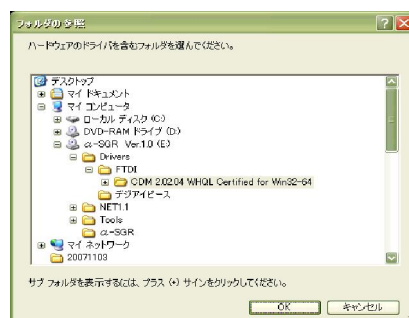 フォルダの参照
ハードウェアのドライバを含むフォルダを選んでください。
デスクトップ
マイ ドキュメント
マイ コンピュータ
ローカル ディスク (C:)
DVD-RAM ドライブ (D:)
α-SGR Ver.1.0 (E:)
Drivers
FTDI
CDM 2.02.04 WHQL Certified for Win32-64
デジアイピース
NET1.1
Tools
α-SGR
マイ ネットワーク
20071103
サブ フォルダを表示するには、プラス (+) サインをクリックしてください。
OK
キャンセル